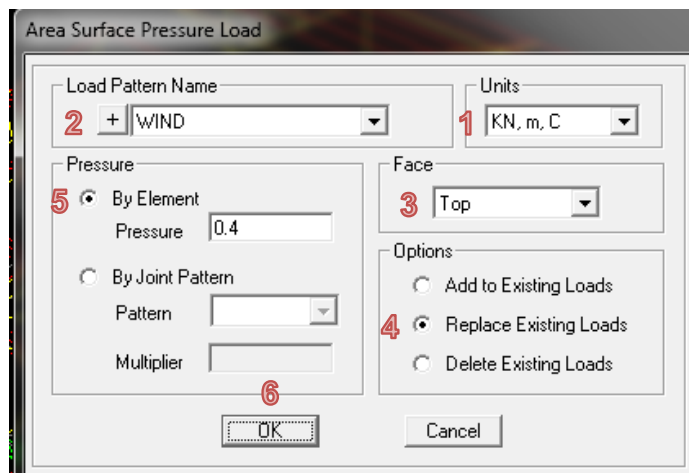 Area Surface Pressure Load
Load Pattern Name
2 + WIND
Units
1 KN, m, C
Pressure
5 By Element
Pressure 0.4
By Joint Pattern
Pattern
Multiplier
Face
3 Top
Options
Add to Existing Loads
4 Replace Existing Loads
Delete Existing Loads
6
OK
Cancel